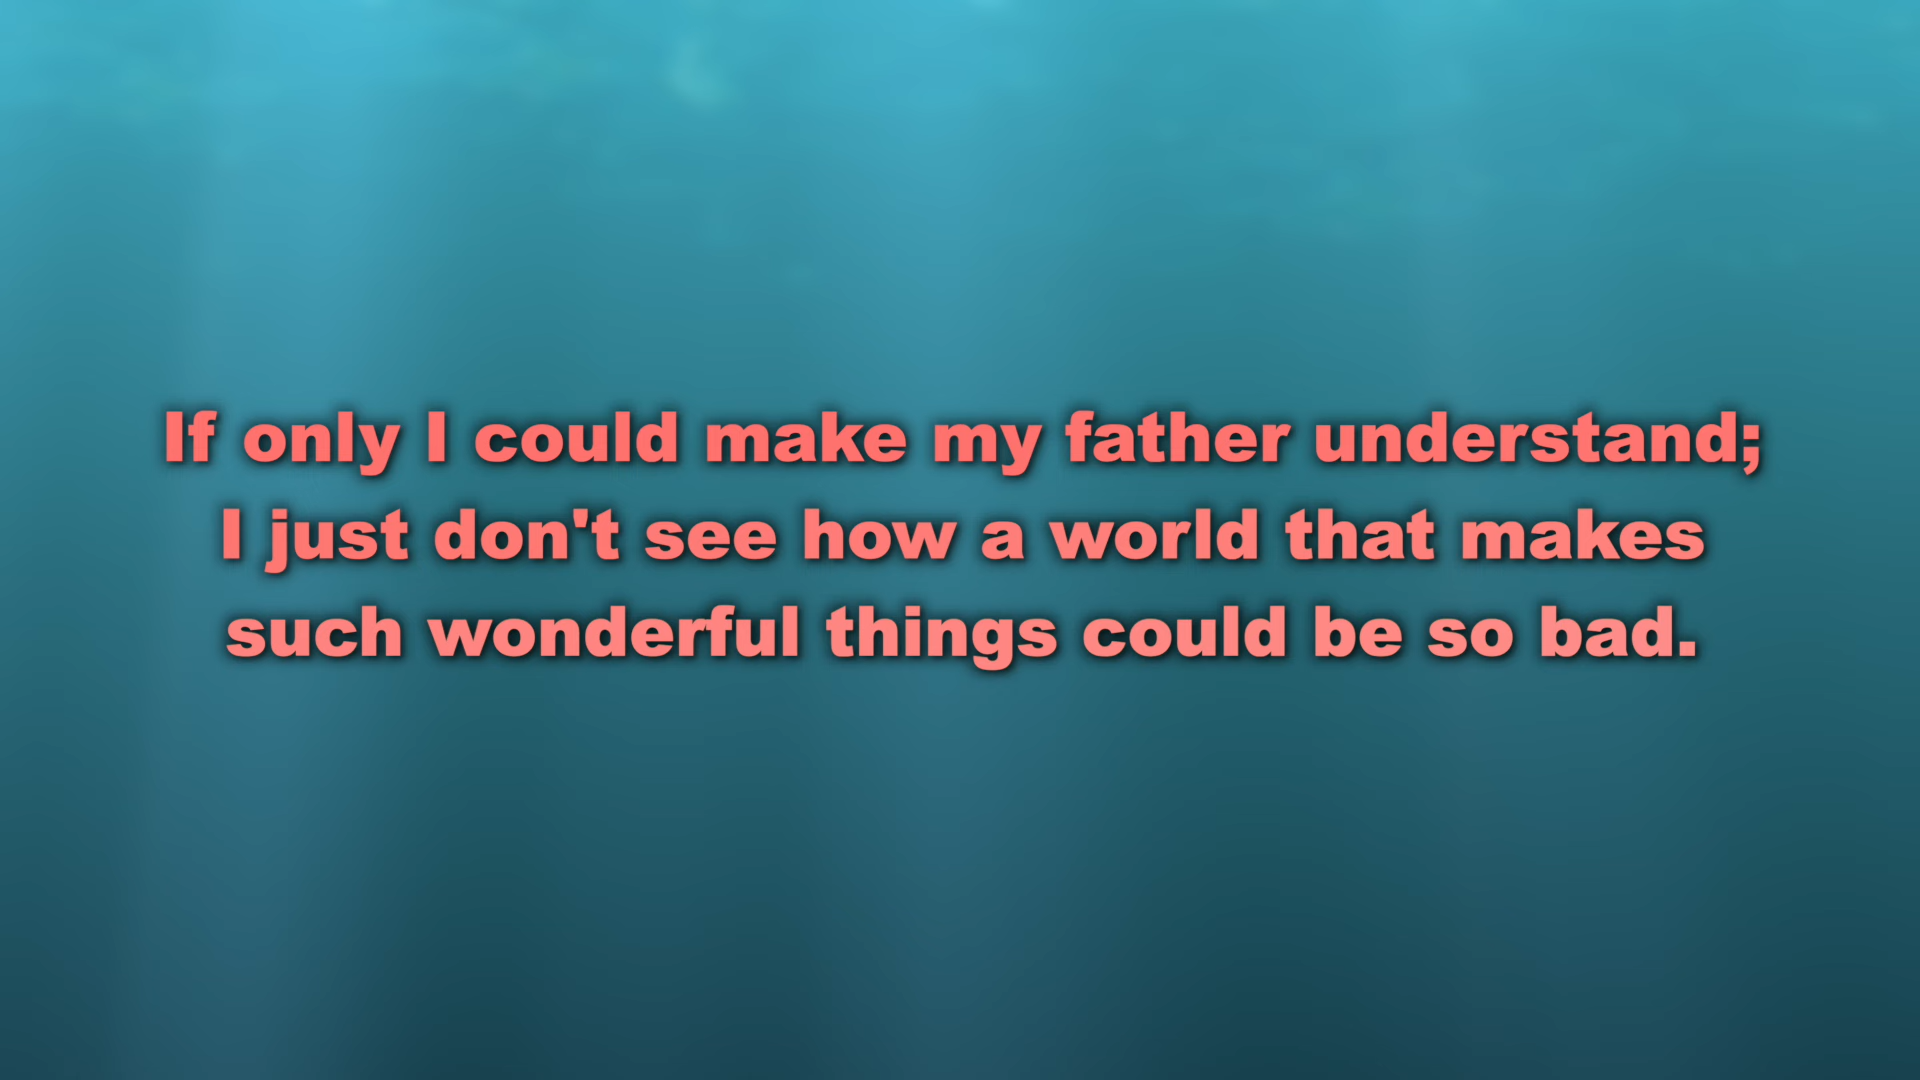 If only I could make my father understand;
I just don't see how a world that makes
such wonderful things could be so bad.